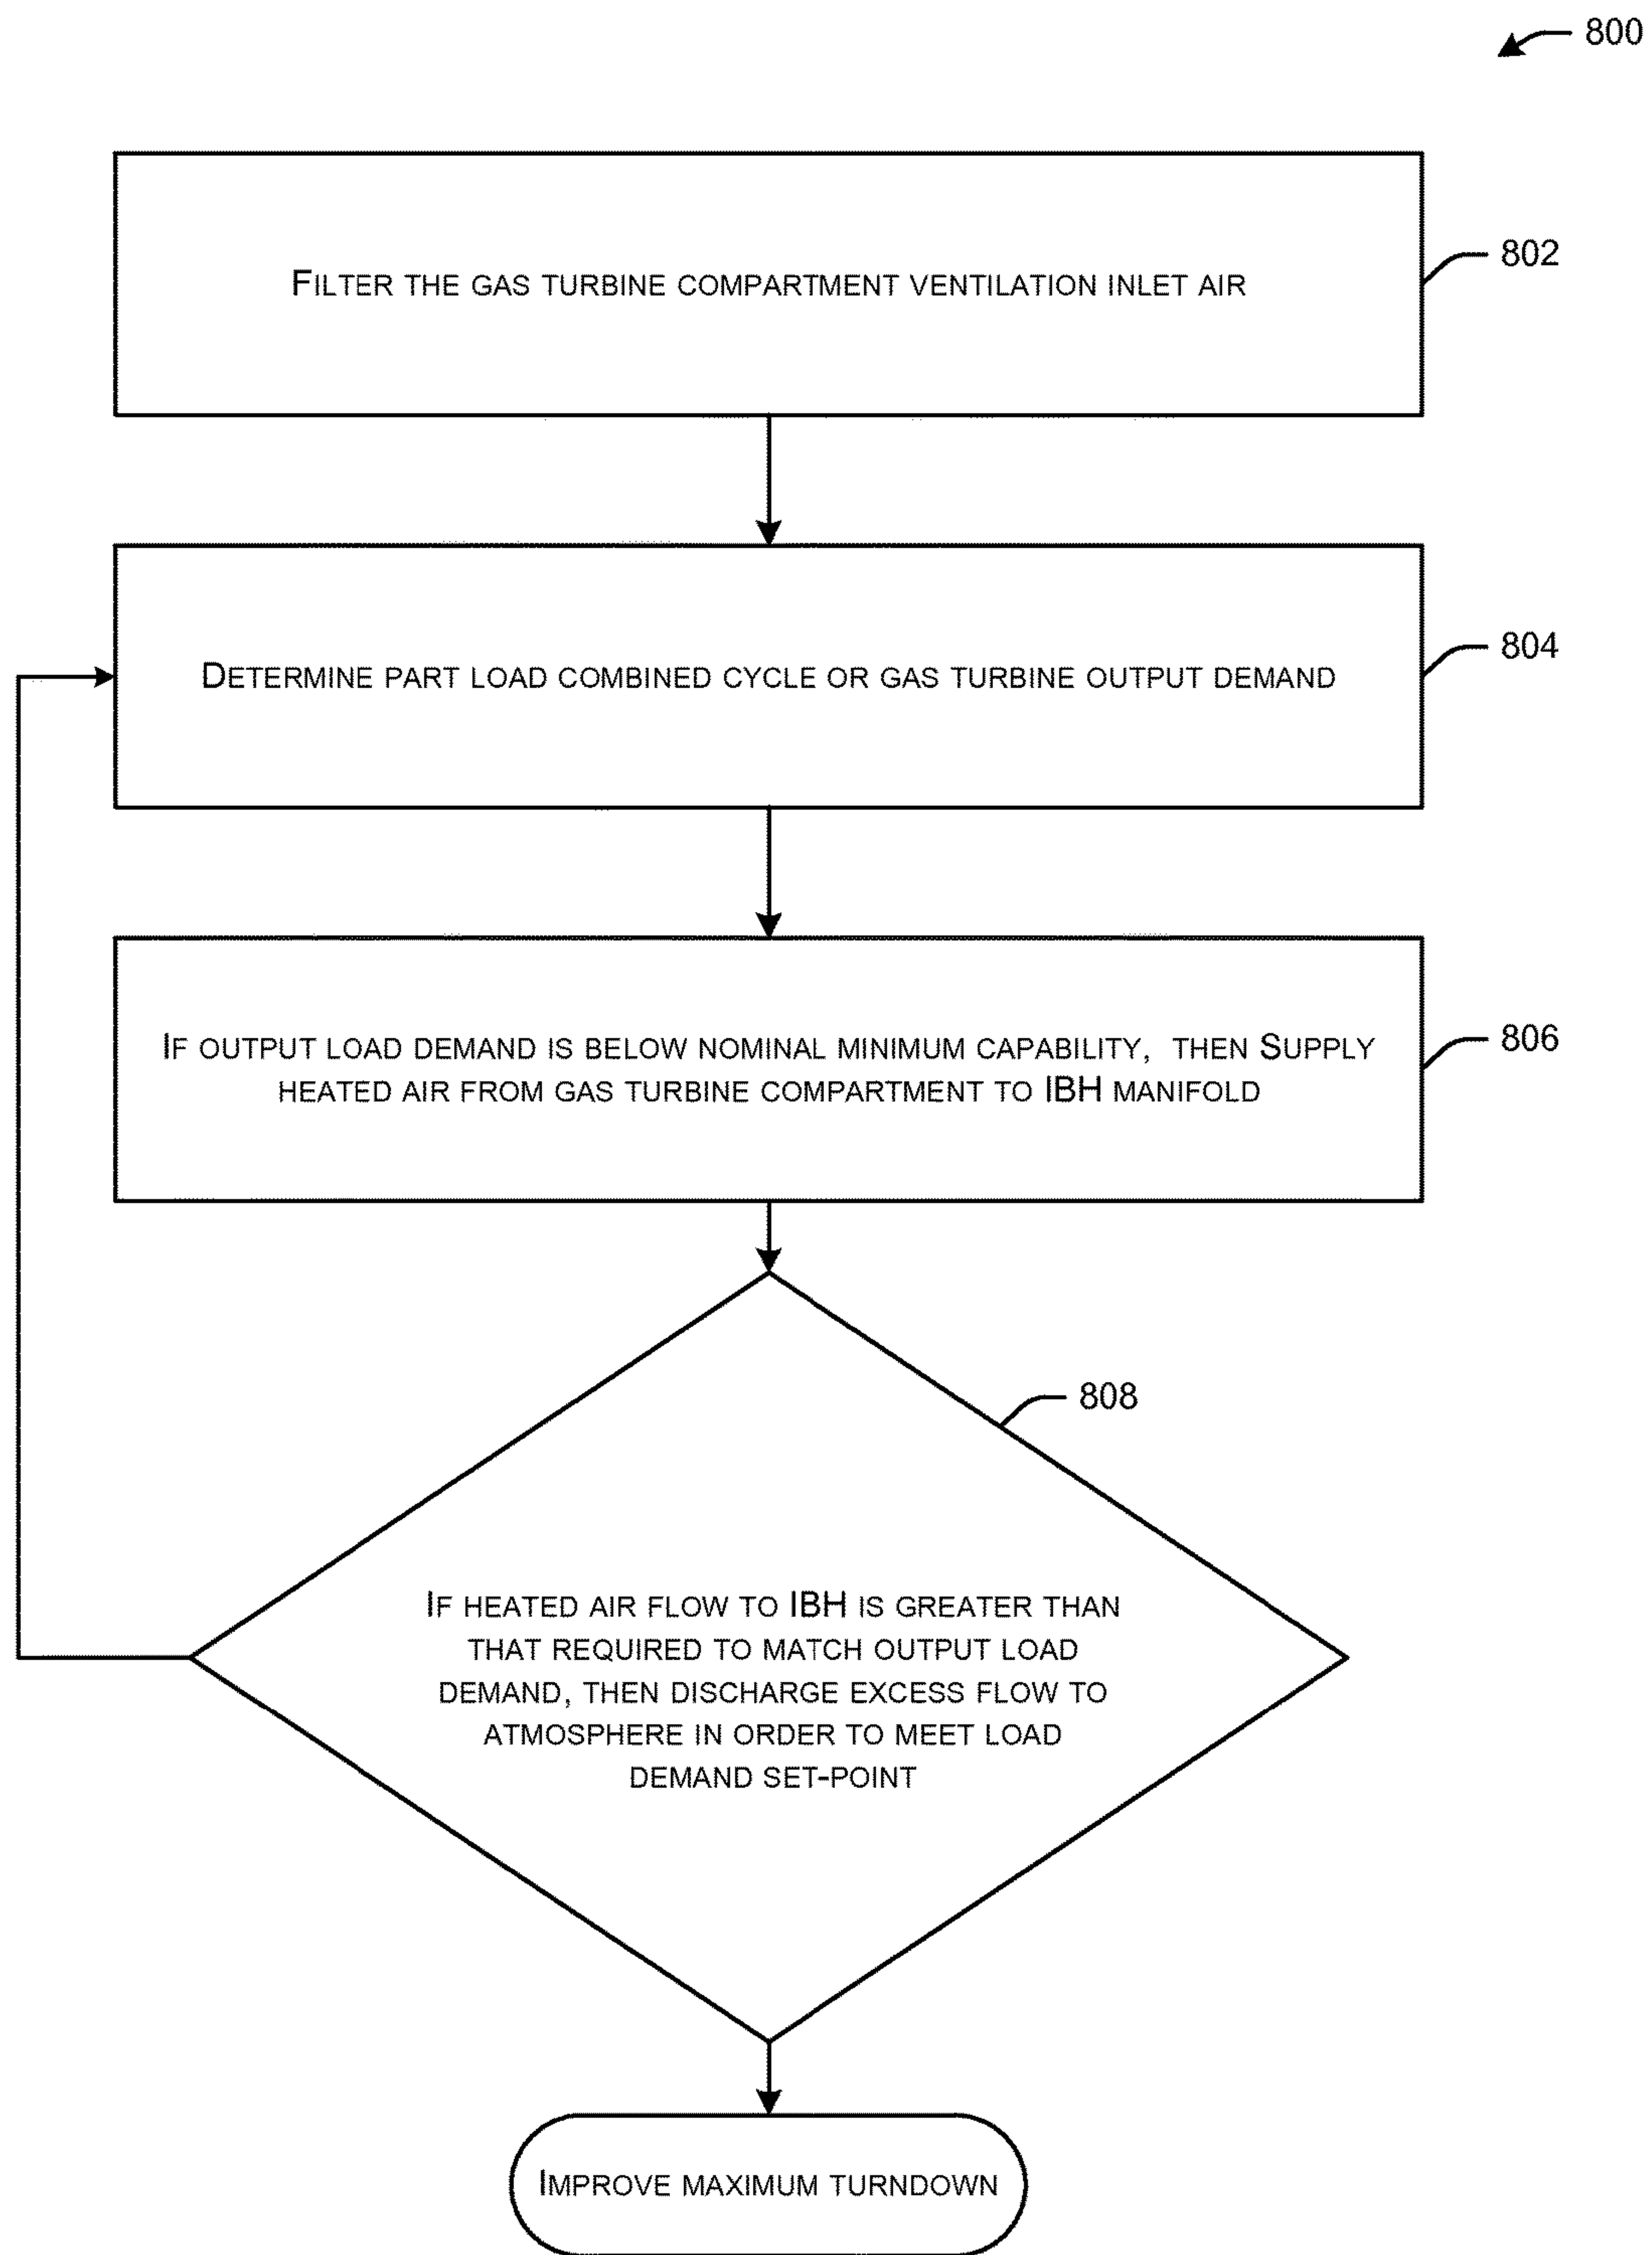 800
FILTER THE GAS TURBINE COMPARTMENT VENTILATION INLET AIR
802
DETERMINE PART LOAD COMBINED CYCLE OR GAS TURBINE OUTPUT DEMAND
804
IF OUTPUT LOAD DEMAND IS BELOW NOMINAL MINIMUM CAPABILITY, THEN SUPPLY
HEATED AIR FROM GAS TURBINE COMPARTMENT TO IBH MANIFOLD
806
808
IF HEATED AIR FLOW TO IBH IS GREATER THAN
THAT REQUIRED TO MATCH OUTPUT LOAD
DEMAND, THEN DISCHARGE EXCESS FLOW TO
ATMOSPHERE IN ORDER TO MEET LOAD
DEMAND SET-POINT
IMPROVE MAXIMUM TURNDOWN